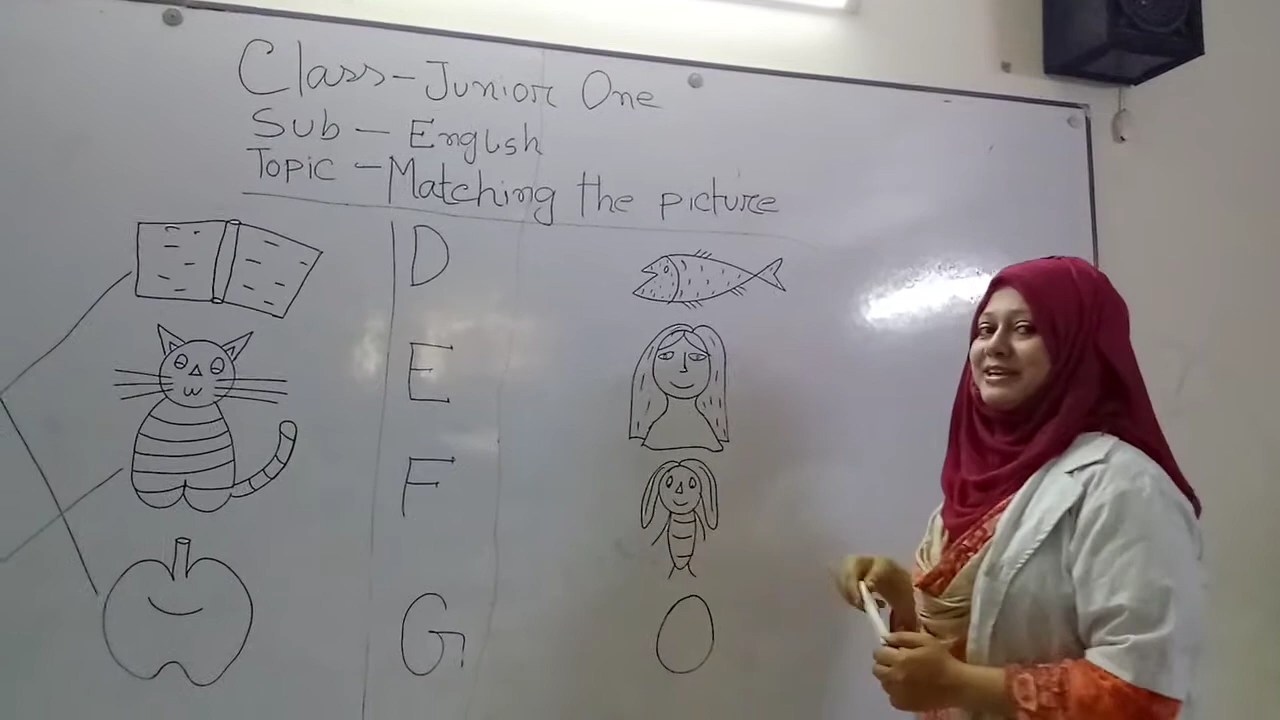 Class-Junior One
Sub - English
Topic - Matching the picture
D
E
F
G